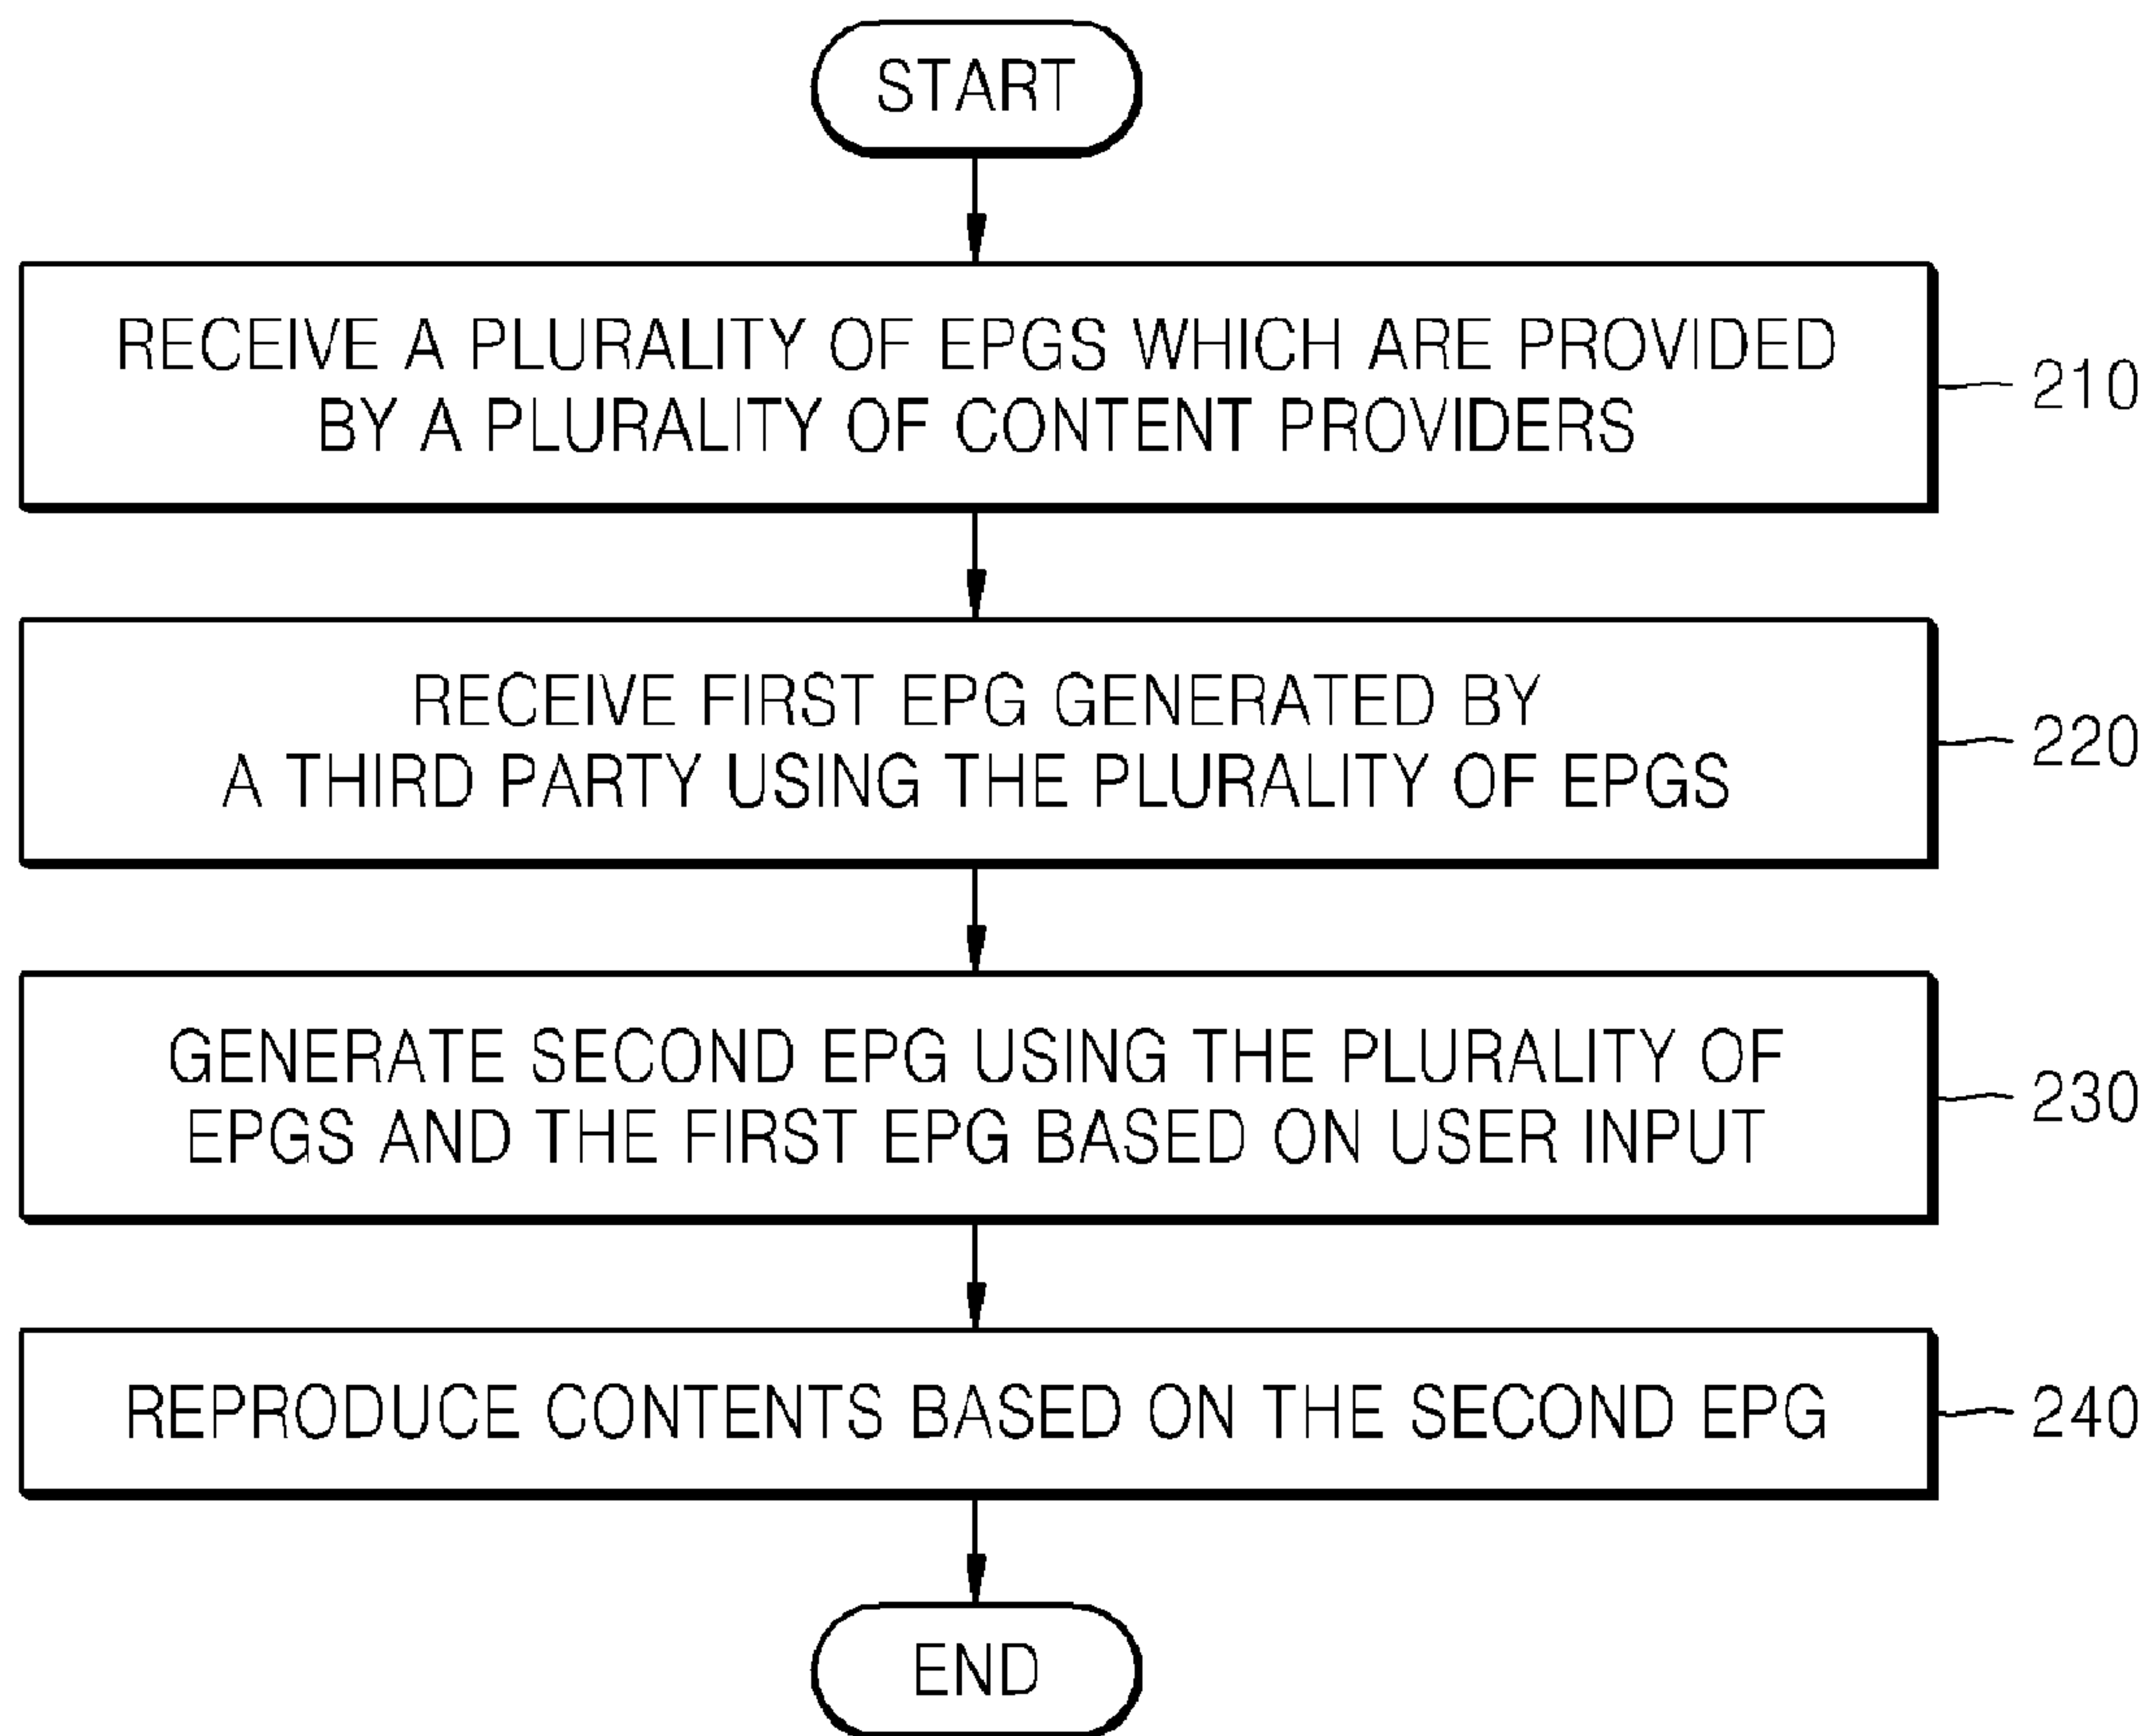 START
RECEIVE A PLURALITY OF EPGS WHICH ARE PROVIDED
BY A PLURALITY OF CONTENT PROVIDERS
210
RECEIVE FIRST EPG GENERATED BY
A THIRD PARTY USING THE PLURALITY OF EPGS
220
GENERATE SECOND EPG USING THE PLURALITY OF
EPGS AND THE FIRST EPG BASED ON USER INPUT
230
REPRODUCE CONTENTS BASED ON THE SECOND EPG
240
END